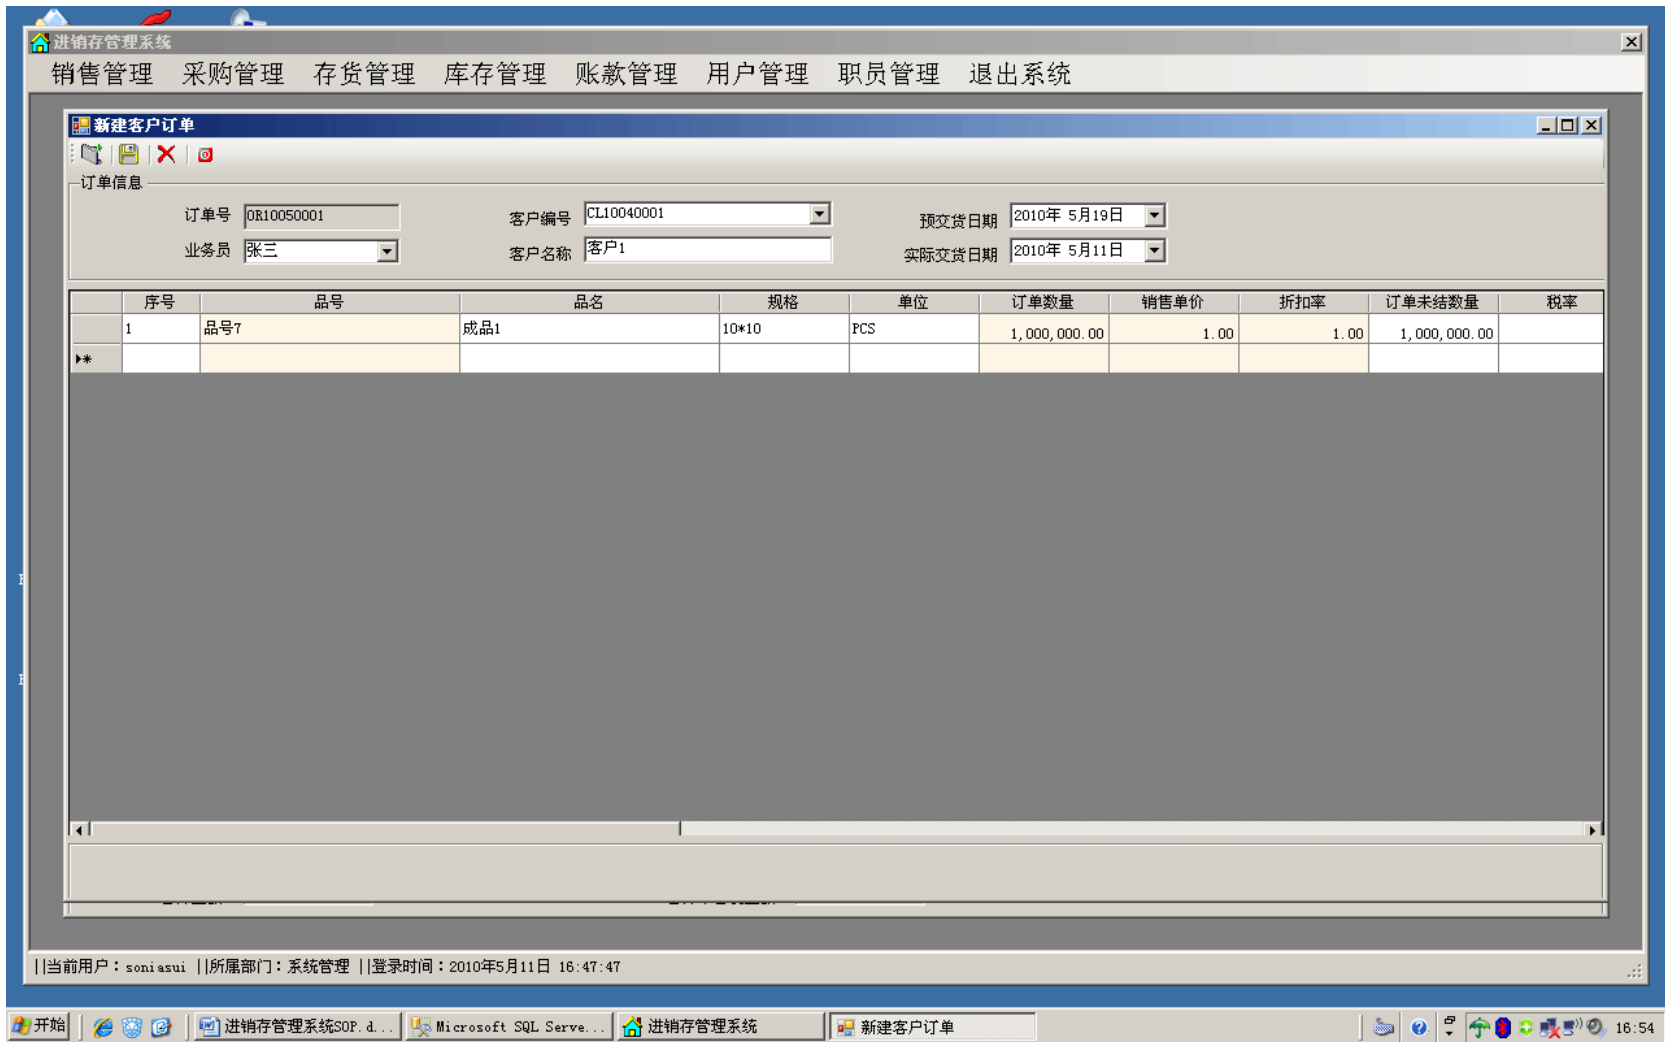 进销存管理系统
销售管理 采购管理 存货管理 库存管理 账款管理 用户管理 职员管理 退出系统
新建客户订单
订单信息
订单号 OR10050001 客户编号 CL10040001 预交货日期 2010年 5月19日
业务员 张三 客户名称 客户1 实际交货日期 2010年 5月11日
序号 品号 品名 规格 单位 订单数量 销售单价 折扣率 订单未结数量 税率
1 品号7 成品1 10*10 PCS 1,000,000.00 1.00 1.00 1,000,000.00
||当前用户：soniasui ||所属部门：系统管理 ||登录时间：2010年5月11日 16:47:47
开始 进销存管理系统SOP.d... Microsoft SQL Serve... 进销存管理系统 新建客户订单 16:54